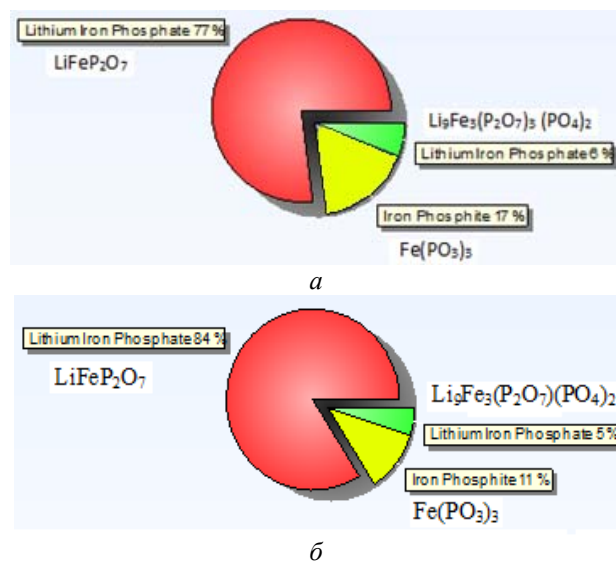 Lithium Iron Phosphate 77 %
LiFeP₂O₇
Li₉Fe₃(P₂O₇)₃ (PO₄)₂
Lithium Iron Phosphate 6 %
Iron Phosphite 17 %
Fe(PO₃)₃
а
Lithium Iron Phosphate 84 %
LiFeP₂O₇
Li₉Fe₃(P₂O₇)(PO₄)₂
Lithium Iron Phosphate 5 %
Iron Phosphite 11 %
Fe(PO₃)₃
б